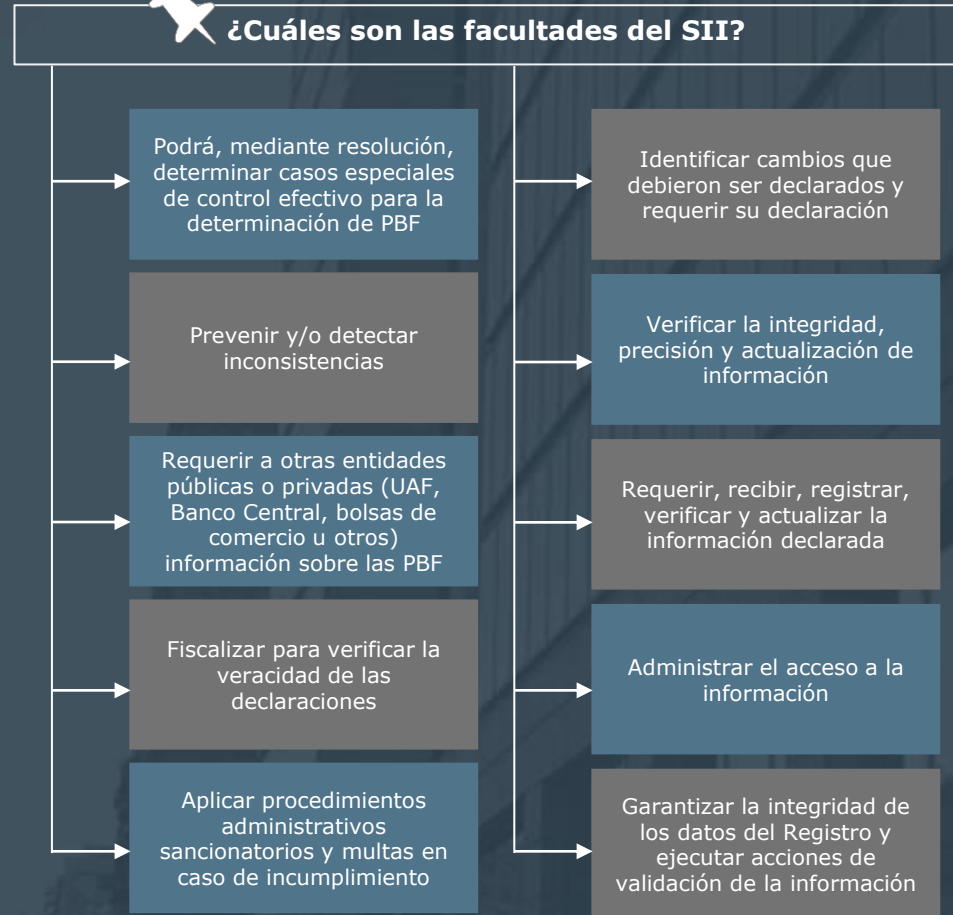 ¿Cuáles son las facultades del SII?
Podrá, mediante resolución,
determinar casos especiales
de control efectivo para la
determinación de PBF
Prevenir y/o detectar
inconsistencias
Requerir a otras entidades
públicas o privadas (UAF,
Banco Central, bolsas de
comercio u otros)
información sobre las PBF
Fiscalizar para verificar la
veracidad de las
declaraciones
Aplicar procedimientos
administrativos
sancionatorios y multas en
caso de incumplimiento
Identificar cambios que
debieron ser declarados y
requerir su declaración
Verificar la integridad,
precisión y actualización de
información
Requerir, recibir, registrar,
verificar y actualizar la
información declarada
Administrar el acceso a la
información
Garantizar la integridad de
los datos del Registro y
ejecutar acciones de
validación de la información